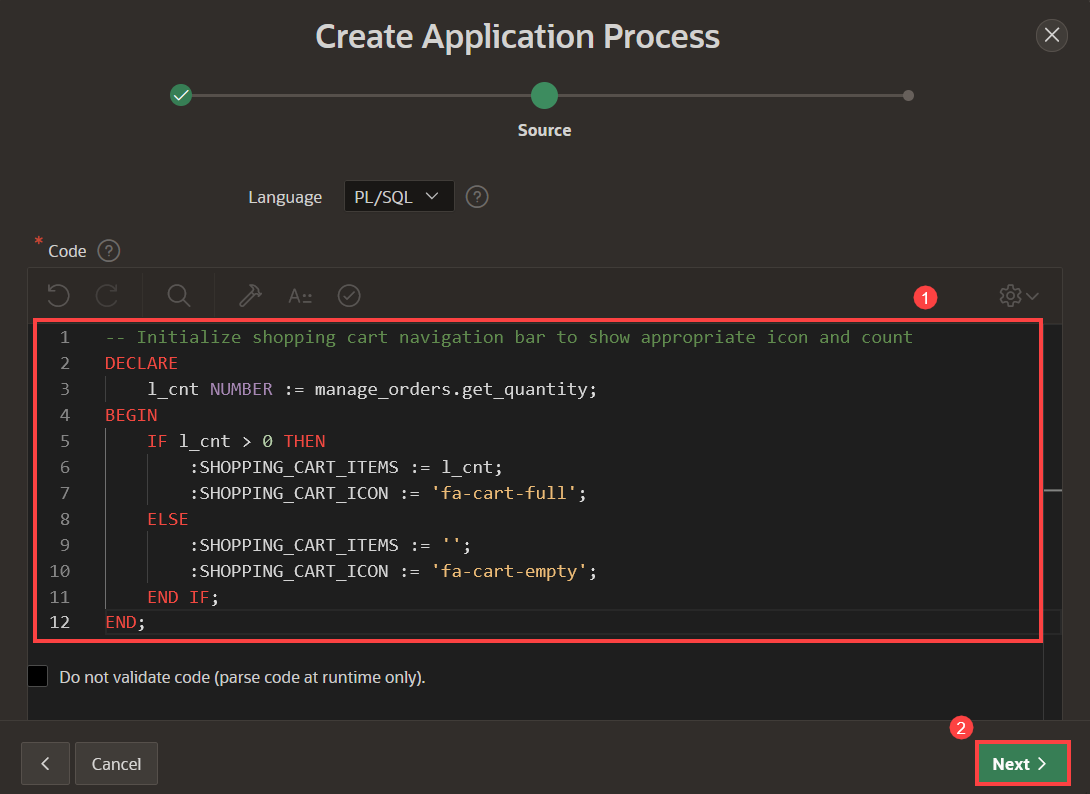 Create Application Process
Source
Language PL/SQL ?
* Code ?
A
1
1 -- Initialize shopping cart navigation bar to show appropriate icon and count
2 DECLARE
3 l_cnt NUMBER := manage_orders.get_quantity;
4 BEGIN
5 IF l_cnt > 0 THEN
6 :SHOPPING_CART_ITEMS := l_cnt;
7 :SHOPPING_CART_ICON := 'fa-cart-full';
8 ELSE
9 :SHOPPING_CART_ITEMS := '';
10 :SHOPPING_CART_ICON := 'fa-cart-empty';
11 END IF;
12 END;
Do not validate code (parse code at runtime only).
2
Cancel Next